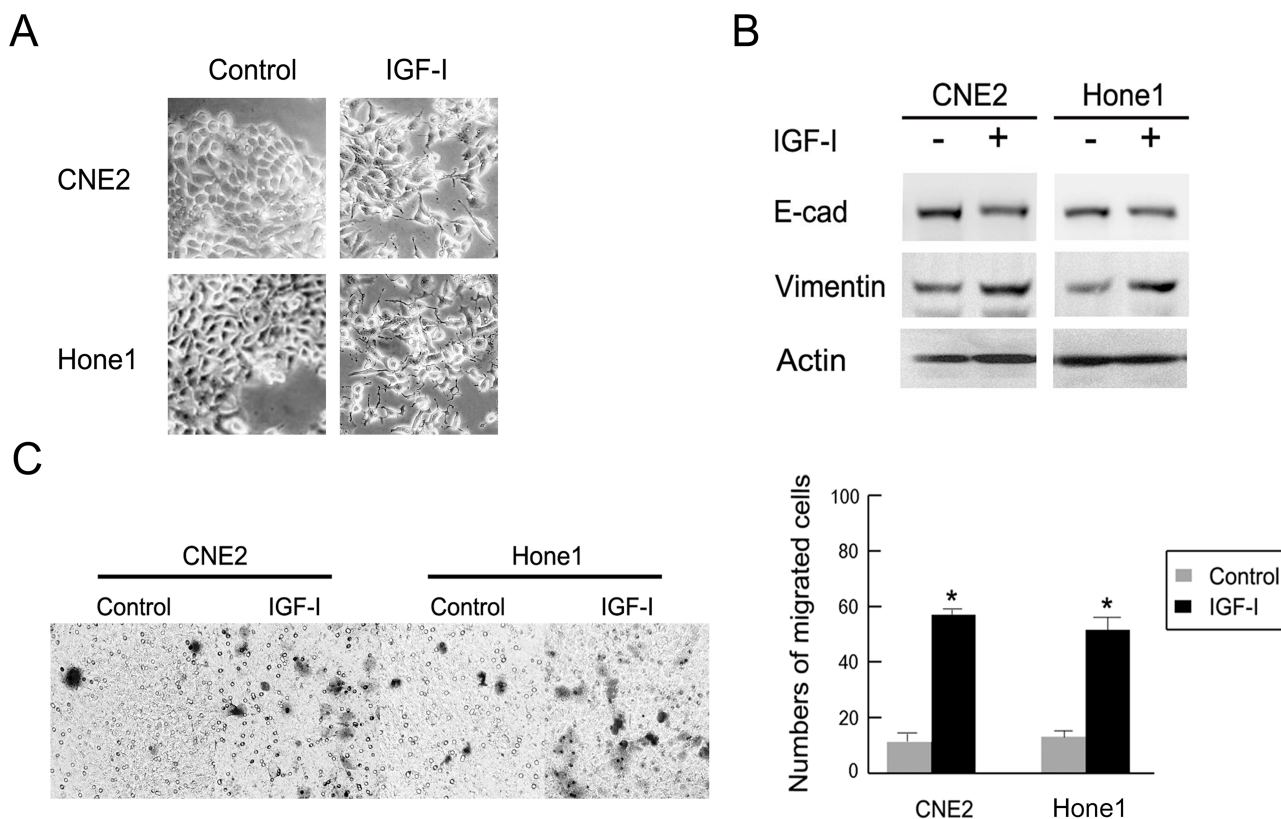 A
Control IGF-I
CNE2
Hone1
B
CNE2 Hone1
IGF-I - + - +
E-cad
Vimentin
Actin
C
CNE2 Hone1
Control IGF-I Control IGF-I
Numbers of migrated cells
100
80
60
40
20
0
* *
CNE2 Hone1
Control
IGF-I